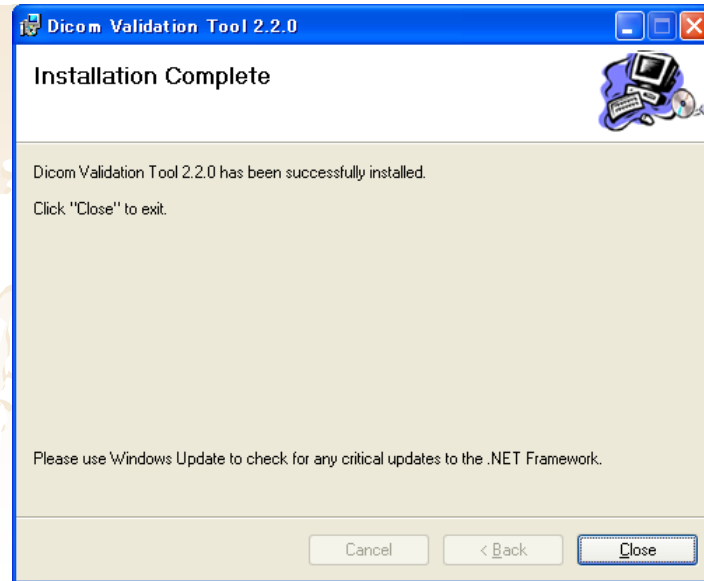 Dicom Validation Tool 2.2.0
Installation Complete
Dicom Validation Tool 2.2.0 has been successfully installed.
Click "Close" to exit.
Please use Windows Update to check for any critical updates to the .NET Framework.
Cancel < Back Close